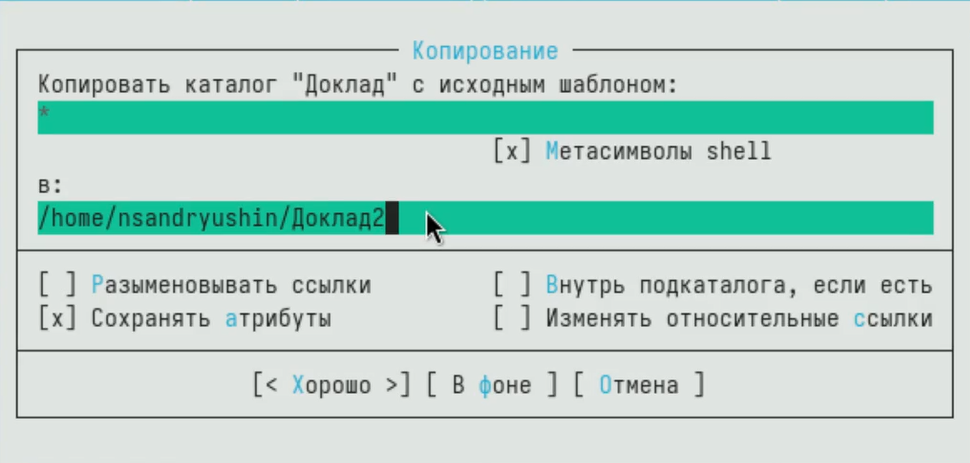 Копирование
Копировать каталог "Доклад" с исходным шаблоном:
*
[x] Метасимволы shell
в:
/home/nsandryushin/Доклад2
[ ] Разыменовывать ссылки [ ] Внутрь подкаталога, если есть
[x] Сохранять атрибуты [ ] Изменять относительные ссылки
[< Хорошо >] [ В фоне ] [ Отмена ]